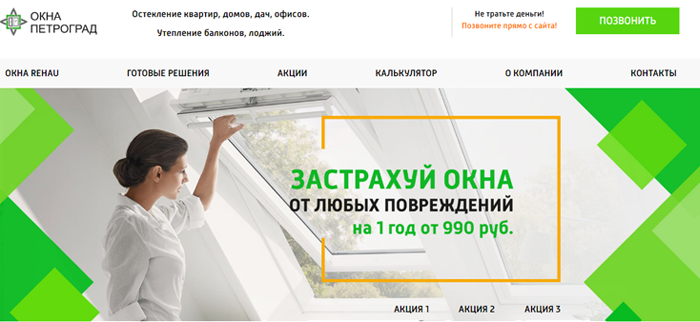 ОКНА
ПЕТРОГРАД
Остекление квартир, домов, дач, офисов.
Утепление балконов, лоджий.
Не тратьте деньги!
Позвоните прямо с сайта!
ПОЗВОНИТЬ
ОКНА REHAU
ГОТОВЫЕ РЕШЕНИЯ
АКЦИИ
КАЛЬКУЛЯТОР
О КОМПАНИИ
КОНТАКТЫ
ЗАСТРАХУЙ ОКНА
ОТ ЛЮБЫХ ПОВРЕЖДЕНИЙ
на 1 год от 990 руб.
АКЦИЯ 1
АКЦИЯ 2
АКЦИЯ 3